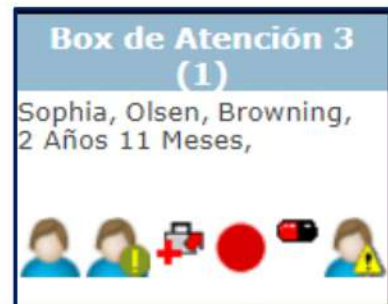 Box de Atención 3
(1)
Sophia, Olsen, Browning,
2 Años 11 Meses,